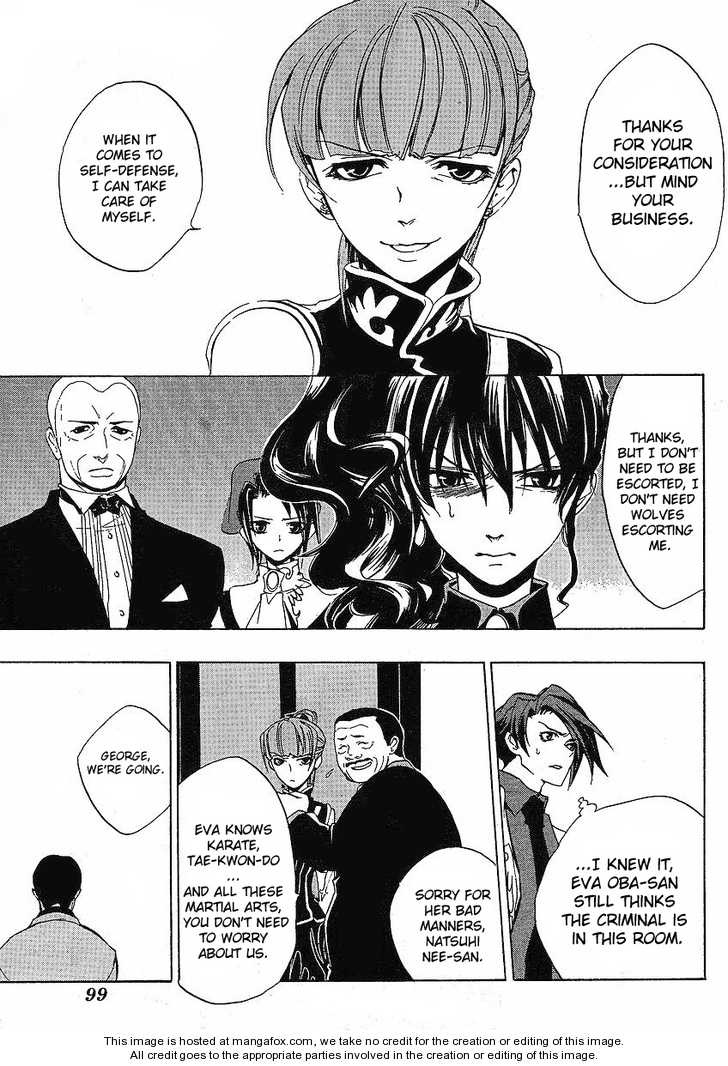 THANKS
FOR YOUR
CONSIDERATION
...BUT MIND
YOUR
BUSINESS.
WHEN IT
COMES TO
SELF-DEFENSE,
I CAN TAKE
CARE OF
MYSELF.
THANKS,
BUT I DON'T
NEED TO BE
ESCORTED, I
DON'T NEED
WOLVES
ESCORTING
ME.
...I KNEW IT,
EVA OBA-SAN
STILL THINKS
THE CRIMINAL IS
IN THIS ROOM.
SORRY FOR
HER BAD
MANNERS,
NATSUHI
NEE-SAN.
EVA KNOWS
KARATE,
TAE-KWON-DO
...
AND ALL THESE
MARTIAL ARTS,
YOU DON'T NEED
TO WORRY
ABOUT US.
GEORGE,
WE'RE GOING.
99
This image is hosted at mangafox.com, we take no credit for the creation or editing of this image.
All credit goes to the appropriate parties involved in the creation or editing of this image.